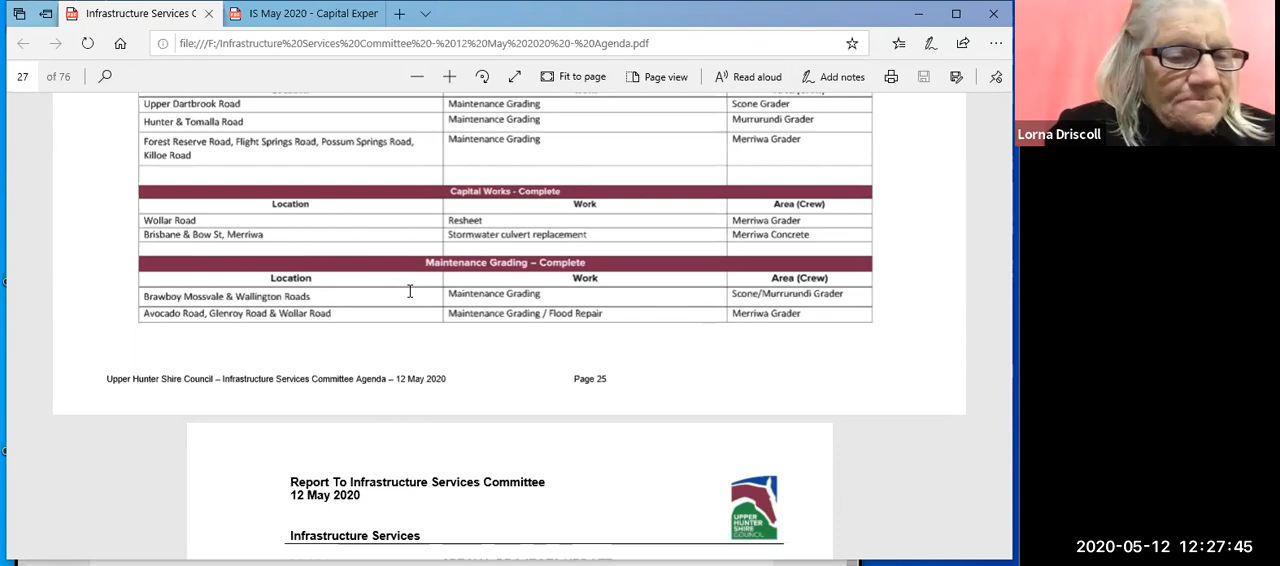 Infrastructure Services C
IS May 2020 - Capital Exper
file:///F:/Infrastructure%20Services%20Committee%20-%2012%20May%202020%20-%20Agenda.pdf
27 of 76
Fit to page
Page view
Read aloud
Add notes
Location Work Area (Crew)
Upper Dartbrook Road Maintenance Grading Scone Grader
Hunter & Tomalla Road Maintenance Grading Murrurundi Grader
Forest Reserve Road, Flight Springs Road, Possum Springs Road, Maintenance Grading Merriwa Grader
Killoe Road
Capital Works - Complete
Location Work Area (Crew)
Wollar Road Resheet Merriwa Grader
Brisbane & Bow St, Merriwa Stormwater culvert replacement Merriwa Concrete
Maintenance Grading – Complete
Location Work Area (Crew)
Brawboy Mossvale & Wallington Roads Maintenance Grading Scone/Murrurundi Grader
Avocado Road, Glenroy Road & Wollar Road Maintenance Grading / Flood Repair Merriwa Grader
Upper Hunter Shire Council – Infrastructure Services Committee Agenda – 12 May 2020 Page 25
Report To Infrastructure Services Committee
12 May 2020
UPPER
HUNTER
SHIRE
COUNCIL
Infrastructure Services
Lorna Driscoll
2020-05-12 12:27:45